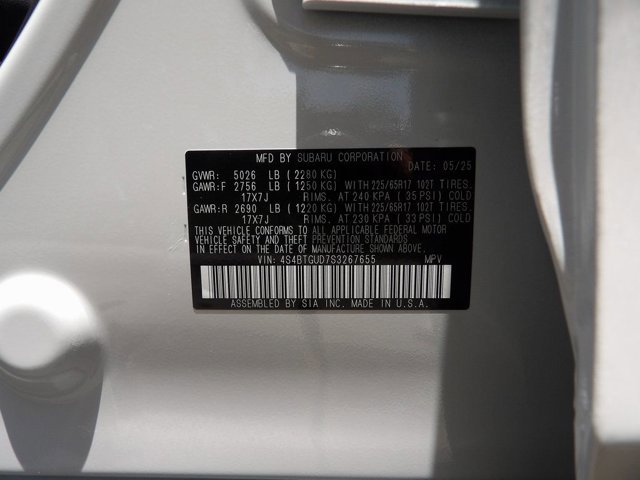 MFD BY SUBARU CORPORATION
DATE: 05/25
GVWR: 5026 LB (2280 KG)
GAWR:F 2756 LB (1250 KG) WITH 225/65R17 102T TIRES,
17X7J RIMS, AT 240 KPA (35 PSI) COLD
GAWR:R 2690 LB (1220 KG) WITH 225/65R17 102T TIRES,
17X7J RIMS, AT 230 KPA (33 PSI) COLD
THIS VEHICLE CONFORMS TO ALL APPLICABLE FEDERAL MOTOR
VEHICLE SAFETY AND THEFT PREVENTION STANDARDS
IN EFFECT ON THE DATE OF MANUFACTURE SHOWN ABOVE.
VIN: 4S4BTGUD7S3267655 MPV
ASSEMBLED BY SIA INC. MADE IN U.S.A.